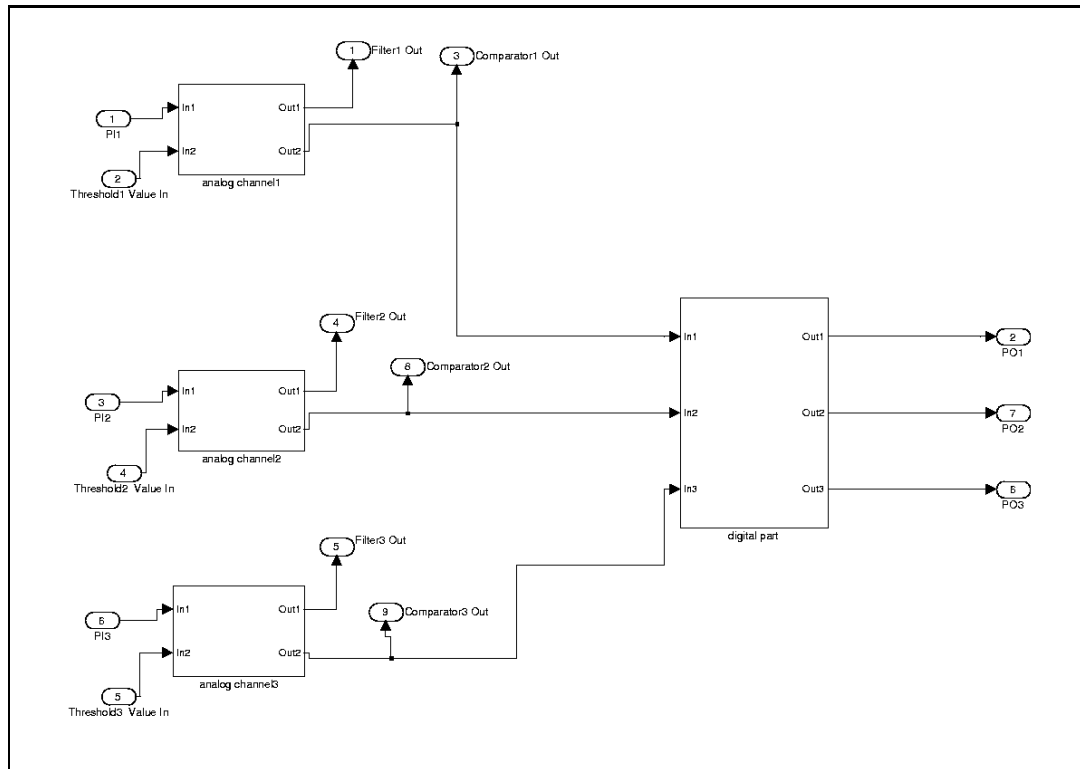 1 Filter1 Out
3 Comparator1 Out
In1 Out1
1
PI1
In2 Out2
2
Threshold1 Value In
analog channel1
4 Filter2 Out
In1 Out1 2
PO1
8 Comparator2 Out
In1 Out1
3
PI2
In2 Out2 7
PO2
In2 Out2
analog channel2
4
Threshold2 Value In
In3 Out3 6
PO3
digital part
5 Filter3 Out
In1 Out1
9 Comparator3 Out
6
PI3
In2 Out2
analog channel3
5
Threshold3 Value In